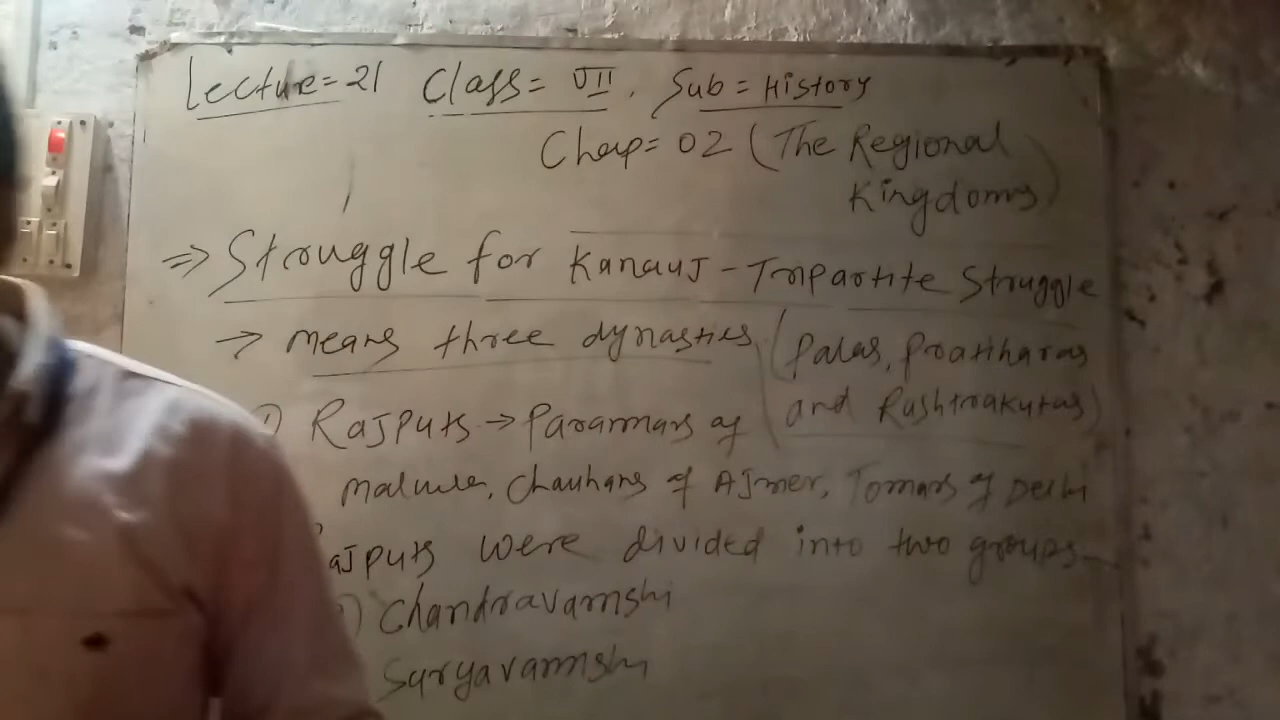 Lecture=21 Class= VII. Sub = History
Chap= 02 (The Regional
Kingdoms)
⇒ Struggle for Kanauj - Tripartite Struggle
→ means three dynasties (Palas, Pratiharas
and Rashtrakutas)
1) Rajputs → Paramars of
malwa, Chauhans of Ajmer, Tomars of Delhi
ajputs were divided into two groups-
) Chandravamshi
Suryavamshi